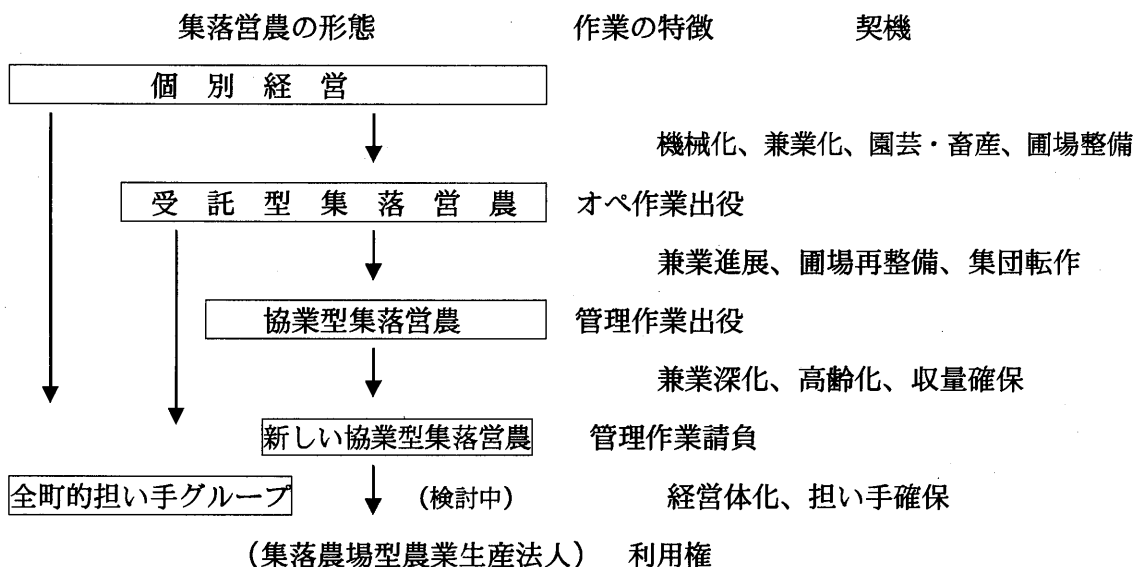 集落営農の形態 作業の特徴 契機
個別経営
機械化、兼業化、園芸・畜産、圃場整備
受託型集落営農 オペ作業出役
兼業進展、圃場再整備、集団転作
協業型集落営農 管理作業出役
兼業深化、高齢化、収量確保
新しい協業型集落営農 管理作業請負
全町的担い手グループ (検討中) 経営体化、担い手確保
(集落農場型農業生産法人) 利用権